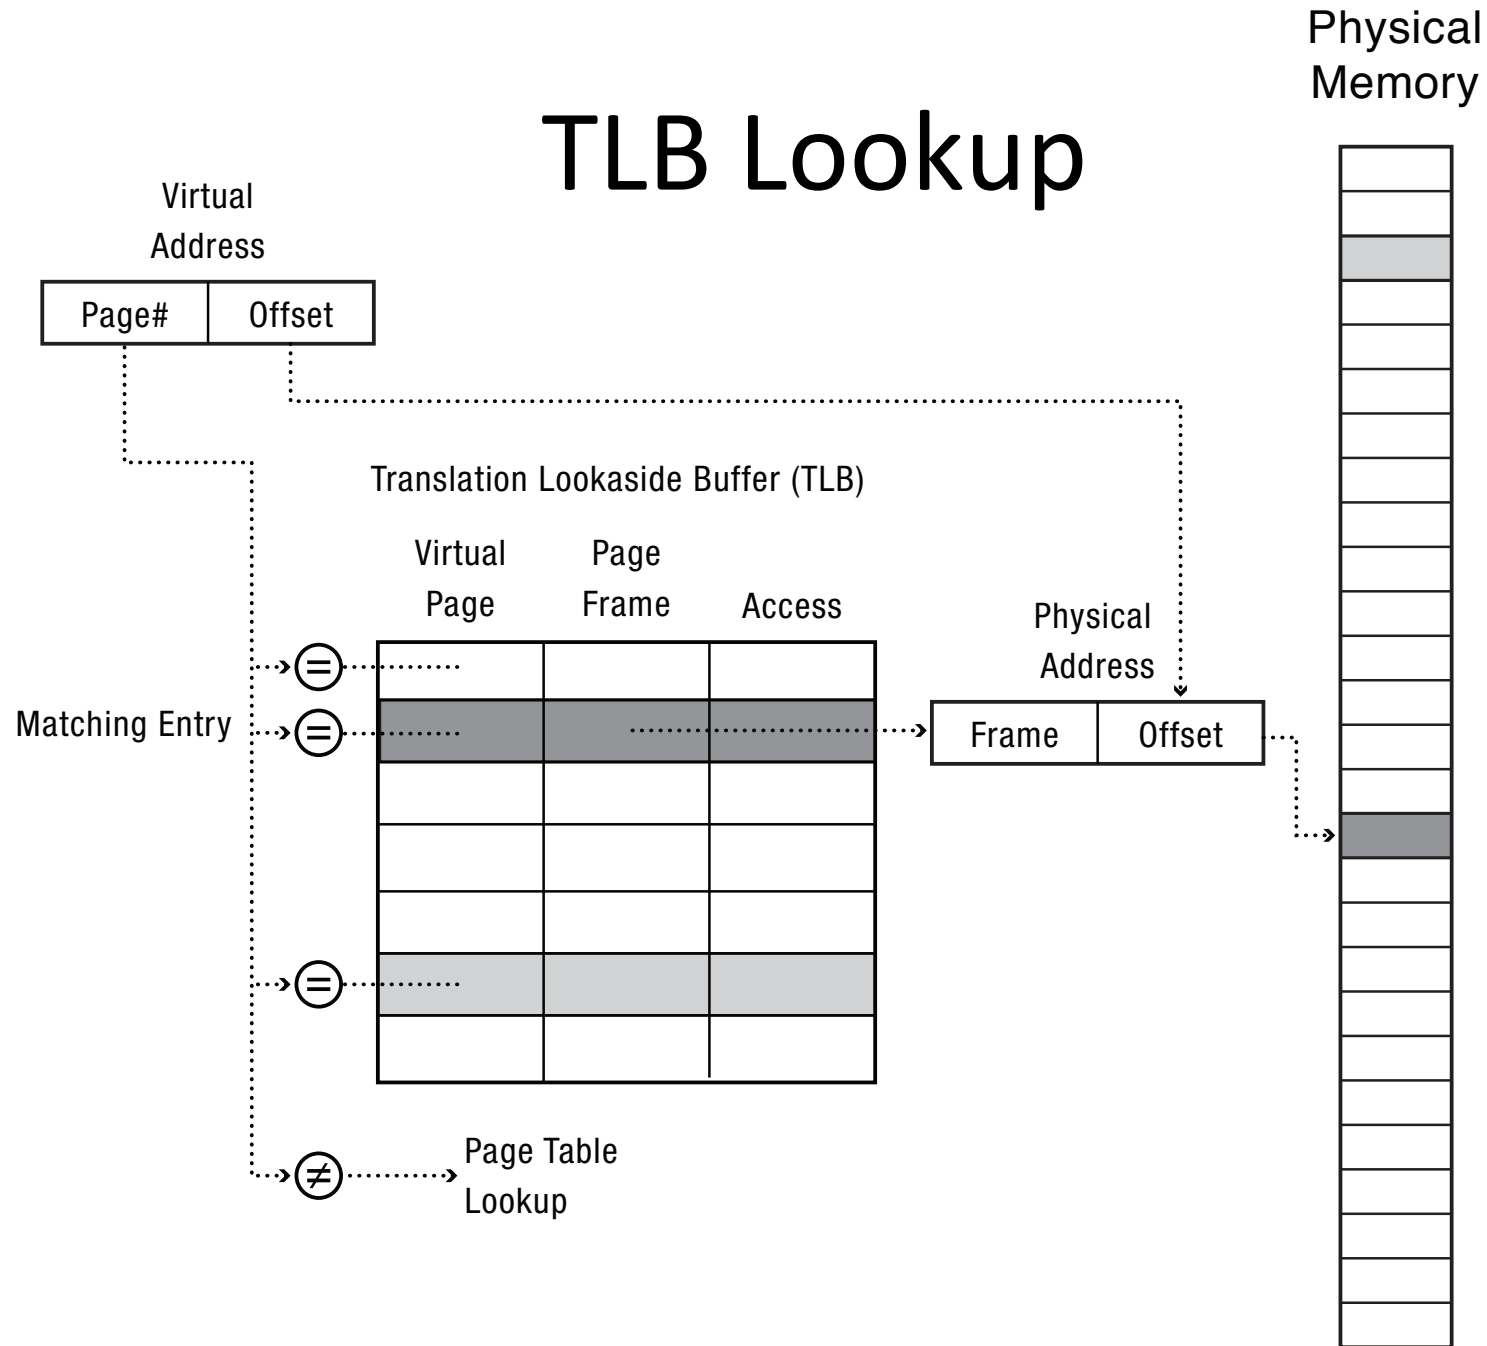 Physical
Memory
TLB Lookup
Virtual
Address
Page# Offset
Translation Lookaside Buffer (TLB)
Virtual Page
Page Frame Access
Physical
Address
=
Matching Entry = Frame Offset
=
≠ Page Table
Lookup